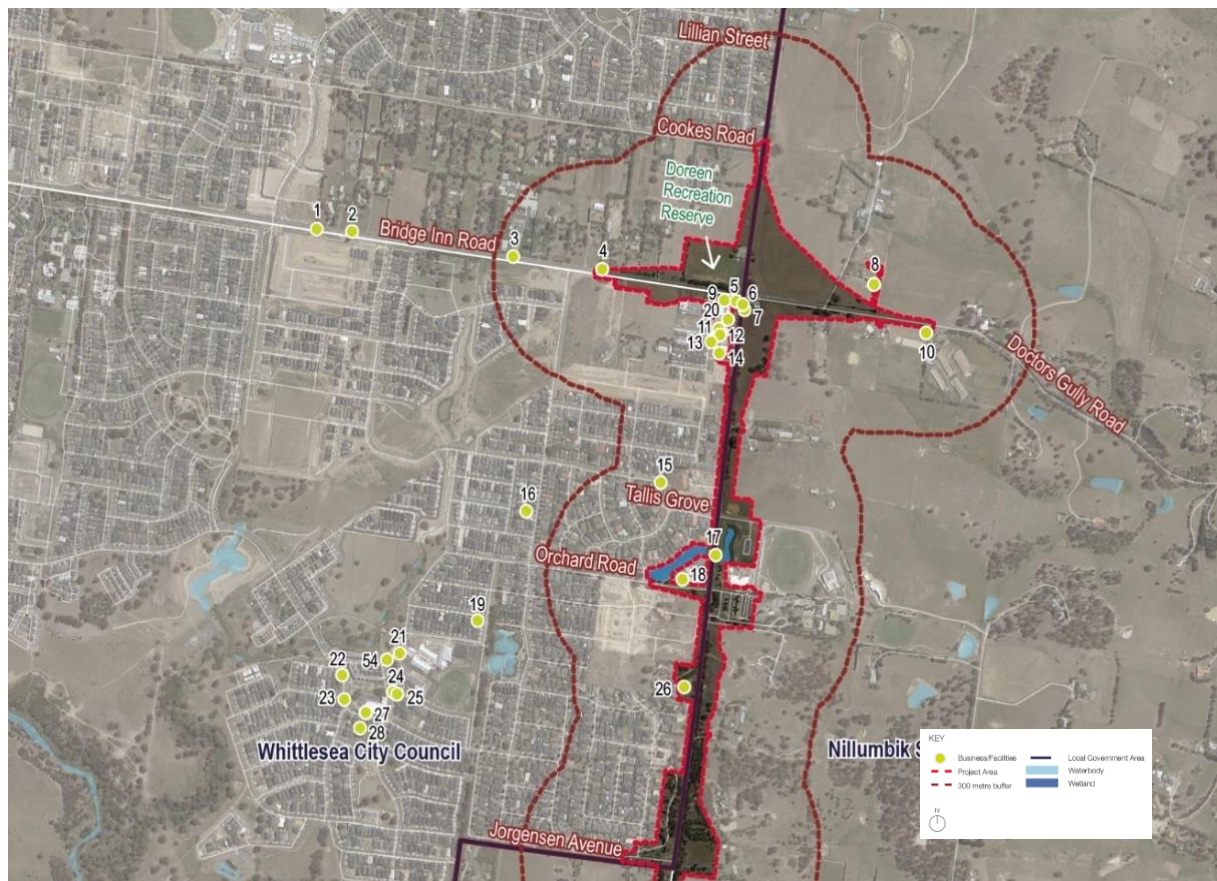 Lillian Street
Cookes Road
Doreen
Recreation
Reserve
1
2
Bridge Inn Road
3
4
8
9
5
6
20
7
11
12
13
14
10
Doctors Gully Road
15
Tallis Grove
16
17
Orchard Road
18
19
21
54
22
24
23
25
26
27
28
Whittlesea City Council
Nillumbik S
KEY
Business/Facilities
Local Government Area
Project Area
Waterbody
300 metre buffer
Wetland
N
Jorgensen Avenue